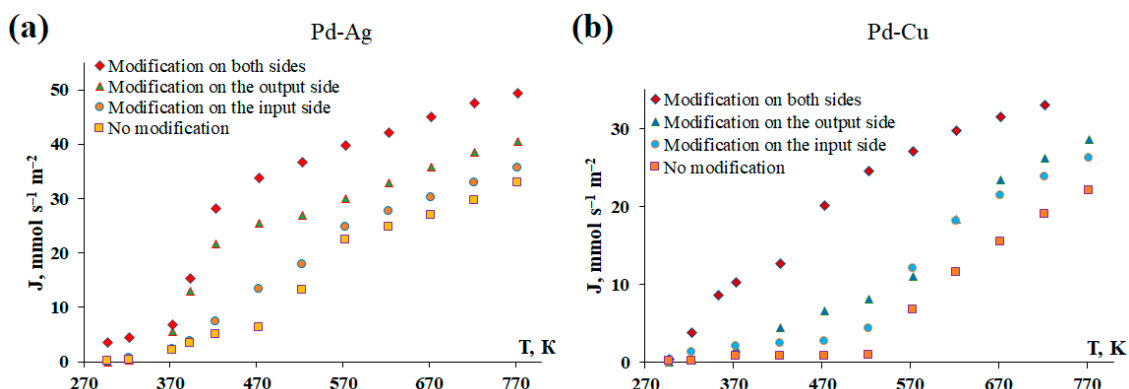 (a)
Pd-Ag
Modification on both sides
Modification on the output side
Modification on the input side
No modification
J, mmol s⁻¹ m⁻²
50
40
30
20
10
0
270 370 470 570 670 770
T, K
(b)
Pd-Cu
Modification on both sides
Modification on the output side
Modification on the input side
No modification
J, mmol s⁻¹ m⁻²
30
20
10
0
270 370 470 570 670 770
T, K